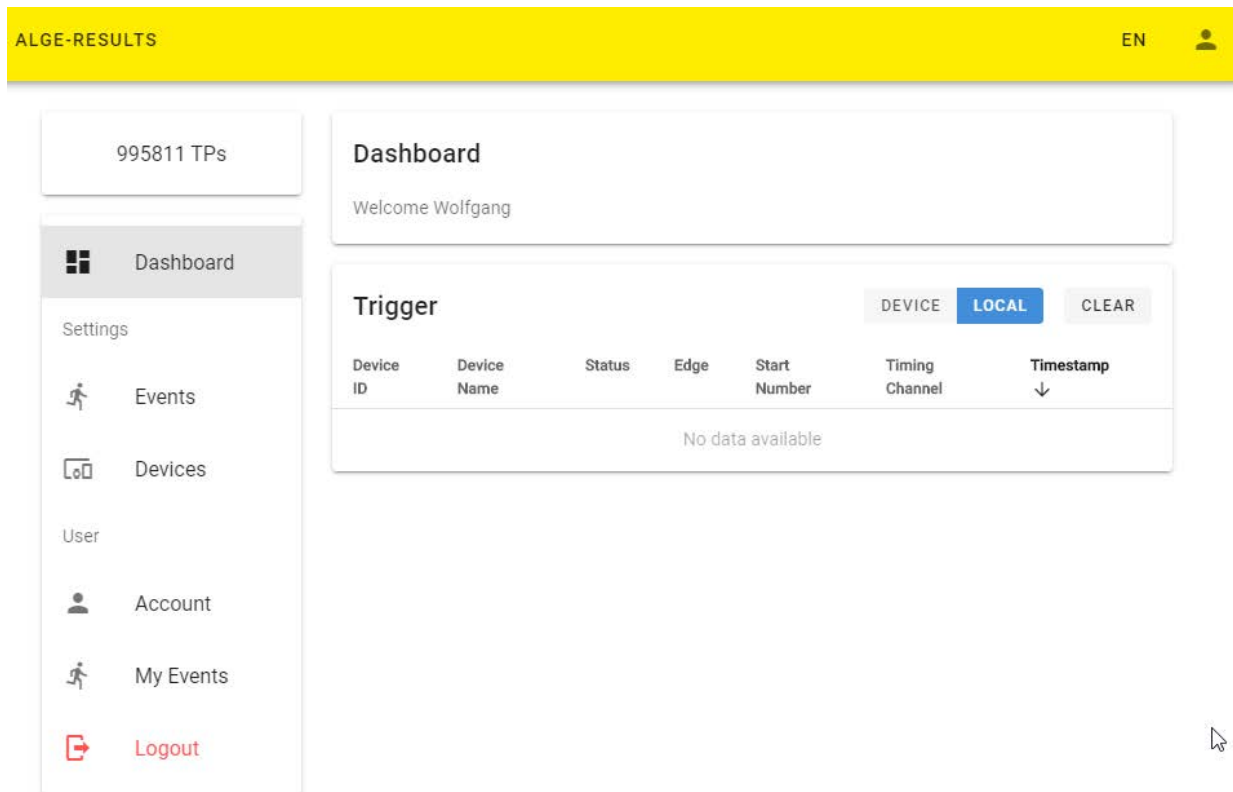 ALGE-RESULTS EN
995811 TPs
Dashboard
Settings
Events
Devices
User
Account
My Events
Logout
Dashboard
Welcome Wolfgang
Trigger DEVICE LOCAL CLEAR
Device ID Device Name Status Edge Start Number Timing Channel Timestamp
No data available